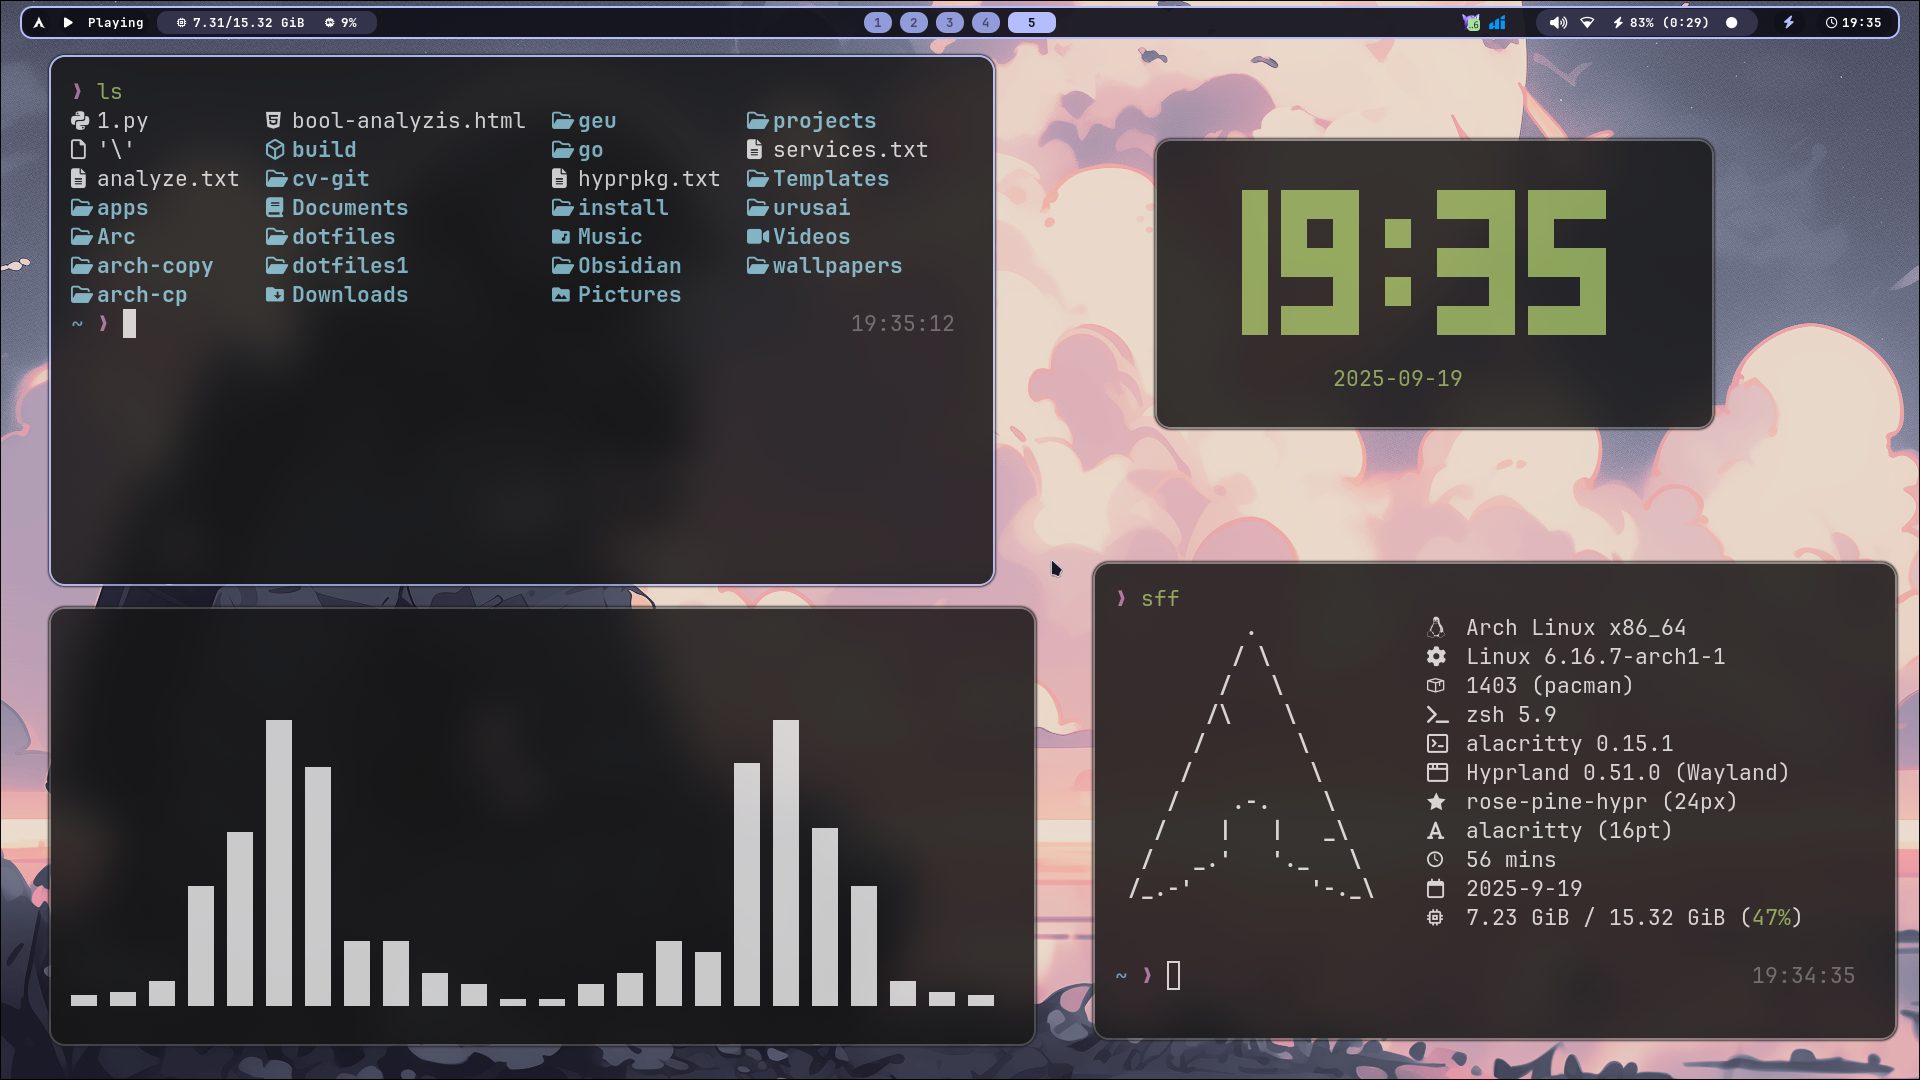 Playing 7.31/15.32 GiB 9% 1 2 3 4 5 83% (0:29) 19:35
❱ ls
1.py bool-analyzis.html geu projects
'\' build go services.txt
analyze.txt cv-git hyprpkg.txt Templates
apps Documents install urusai
Arc dotfiles Music Videos
arch-copy dotfiles1 Obsidian wallpapers
arch-cp Downloads Pictures
~ ❱ 19:35:12
19:35
2025-09-19
❱ sff
Arch Linux x86_64
Linux 6.16.7-arch1-1
1403 (pacman)
zsh 5.9
alacritty 0.15.1
Hyprland 0.51.0 (Wayland)
rose-pine-hypr (24px)
alacritty (16pt)
56 mins
2025-9-19
7.23 GiB / 15.32 GiB (47%)
~ ❱ 19:34:35